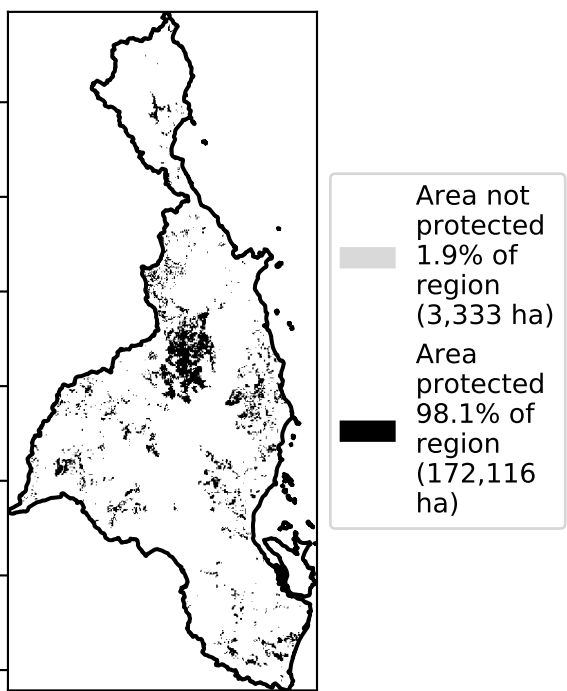 Area not
protected
1.9% of
region
(3,333 ha)
Area
protected
98.1% of
region
(172,116
ha)